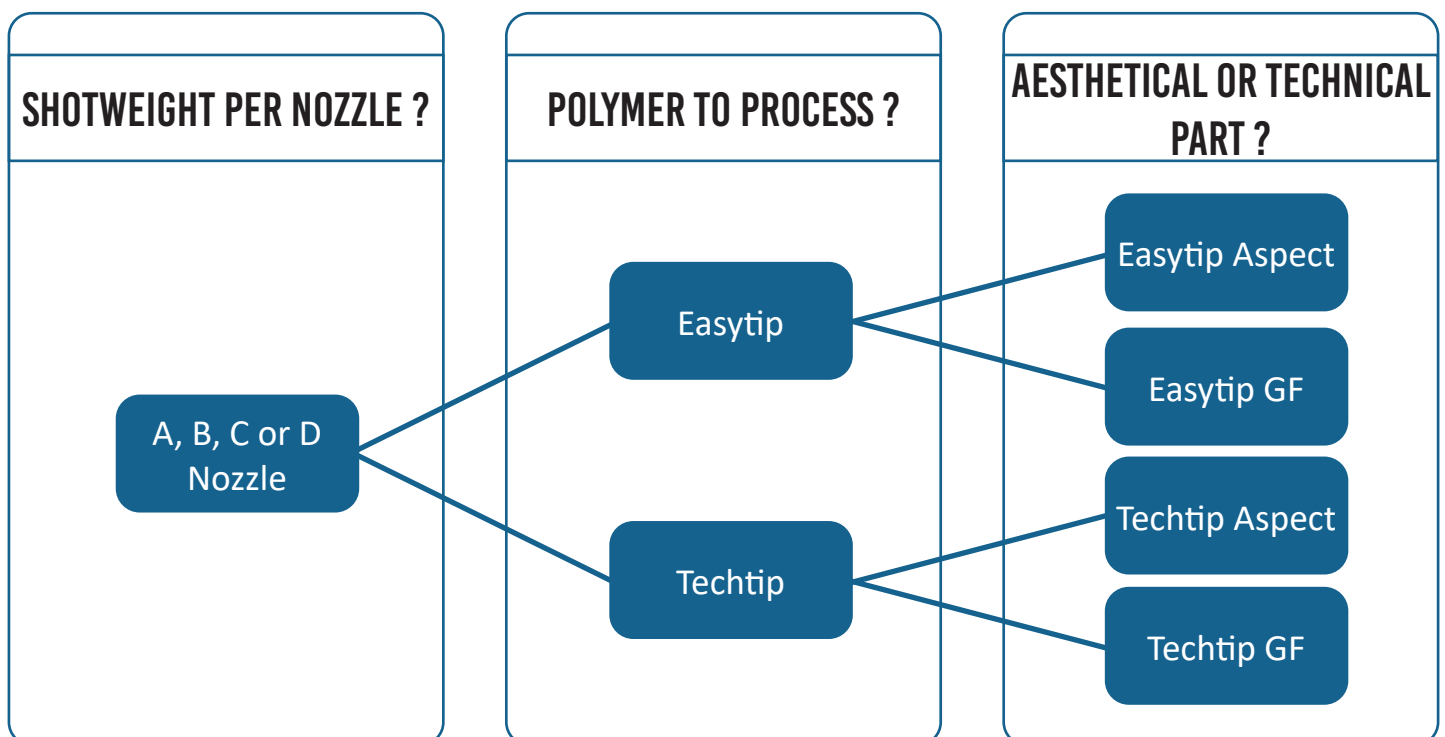 SHOTWEIGHT PER NOZZLE ?
POLYMER TO PROCESS ?
AESTHETICAL OR TECHNICAL
PART ?
A, B, C or D
Nozzle
Easytip
Techtip
Easytip Aspect
Easytip GF
Techtip Aspect
Techtip GF